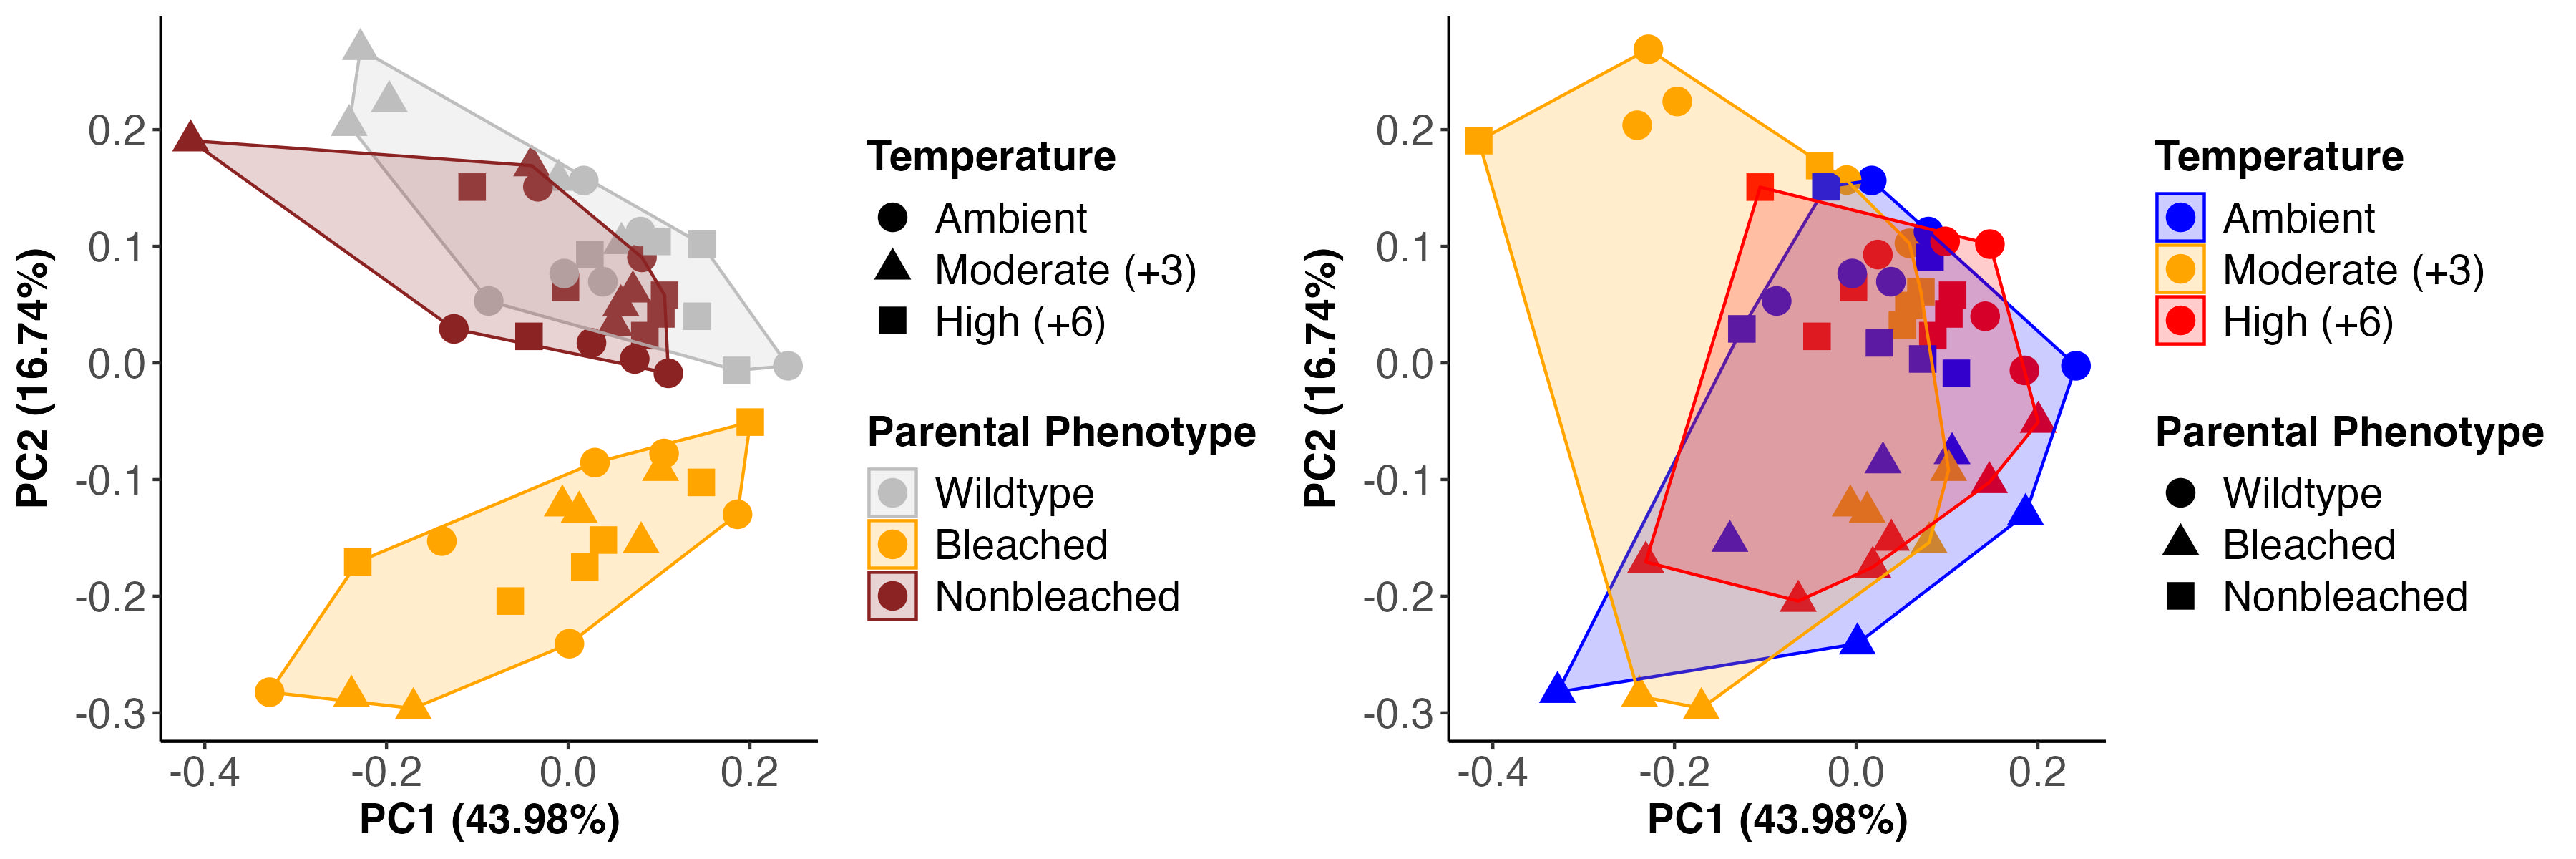 PC2 (16.74%)
0.2
0.1
0.0
-0.1
-0.2
-0.3
-0.4
-0.2
0.0
0.2
PC1 (43.98%)
Temperature
Ambient
Moderate (+3)
High (+6)
Parental Phenotype
Wildtype
Bleached
Nonbleached
PC2 (16.74%)
0.2
0.1
0.0
-0.1
-0.2
-0.3
-0.4
-0.2
0.0
0.2
PC1 (43.98%)
Temperature
Ambient
Moderate (+3)
High (+6)
Parental Phenotype
Wildtype
Bleached
Nonbleached